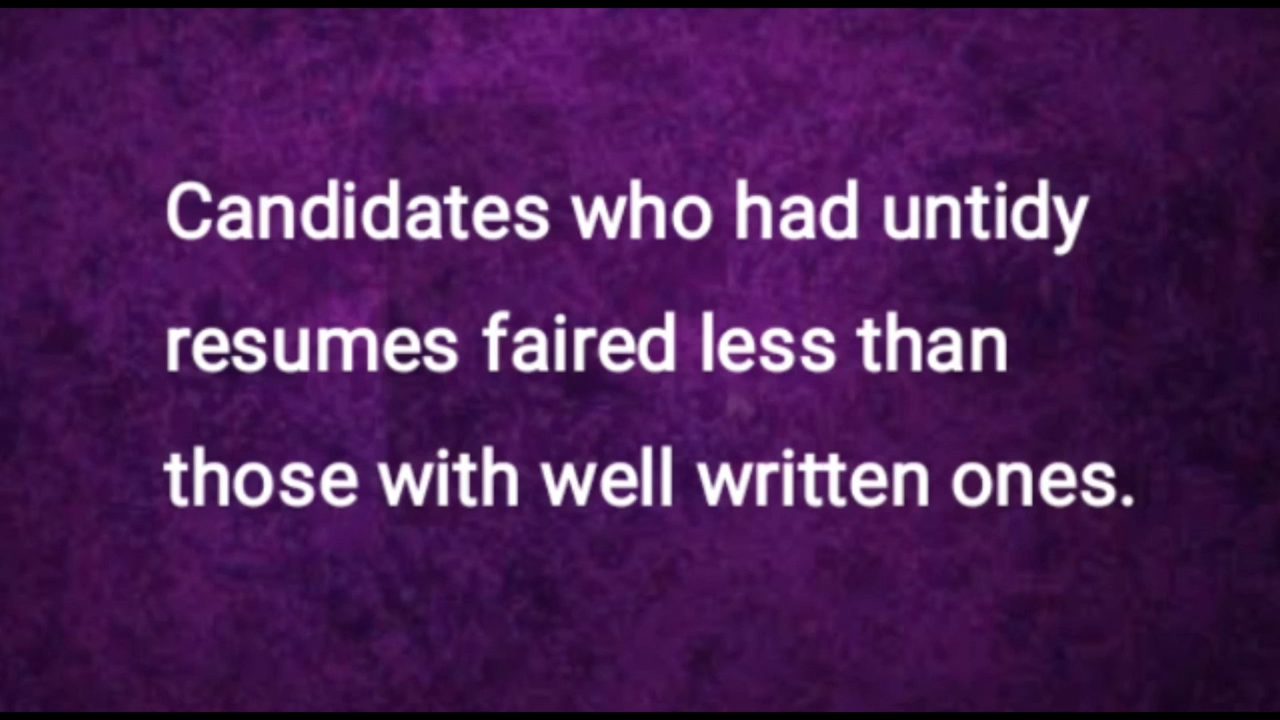 Candidates who had untidy
resumes faired less than
those with well written ones.